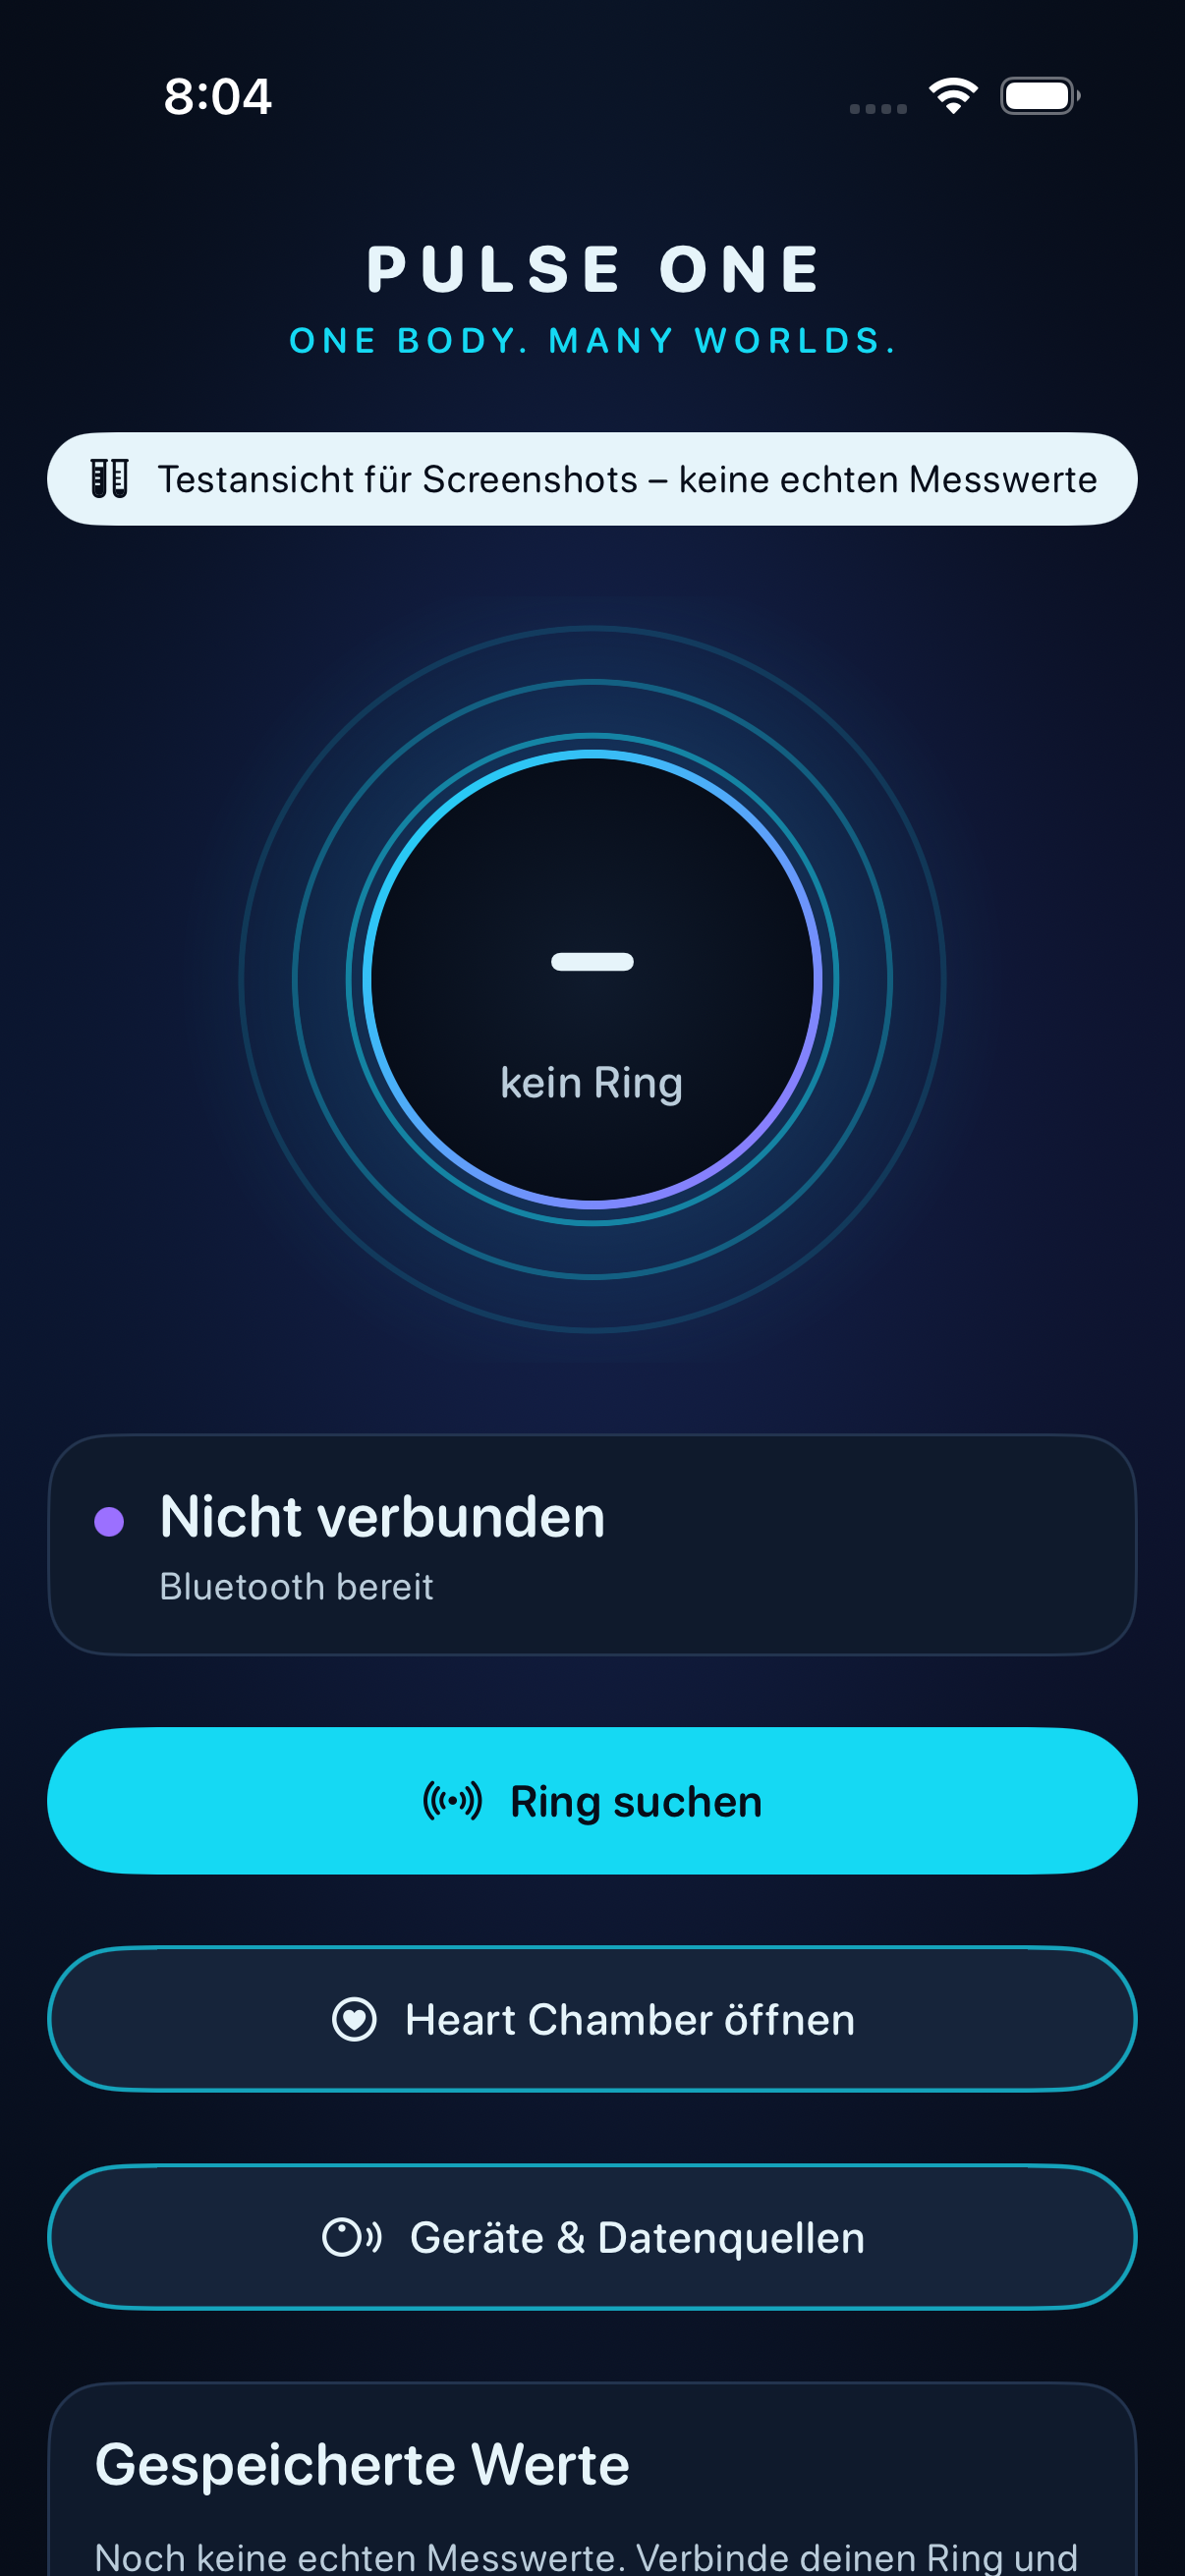 8:04
PULSE ONE
ONE BODY. MANY WORLDS.
Testansicht für Screenshots – keine echten Messwerte
–
kein Ring
Nicht verbunden
Bluetooth bereit
Ring suchen
Heart Chamber öffnen
Geräte & Datenquellen
Gespeicherte Werte
Noch keine echten Messwerte. Verbinde deinen Ring und